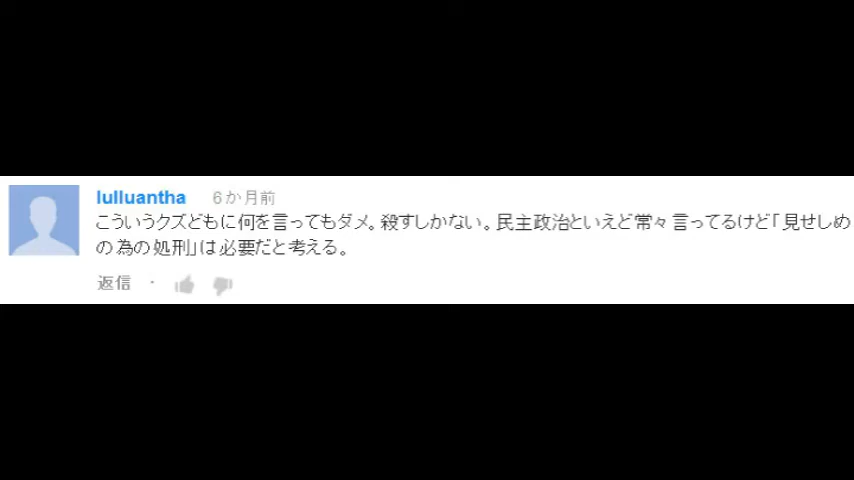 lulluantha 6か月前
こういうクズどもに何を言ってもダメ。殺すしかない。民主政治といえど常々言ってるけど「見せしめ
の為の処刑」は必要だと考える。
返信 ·